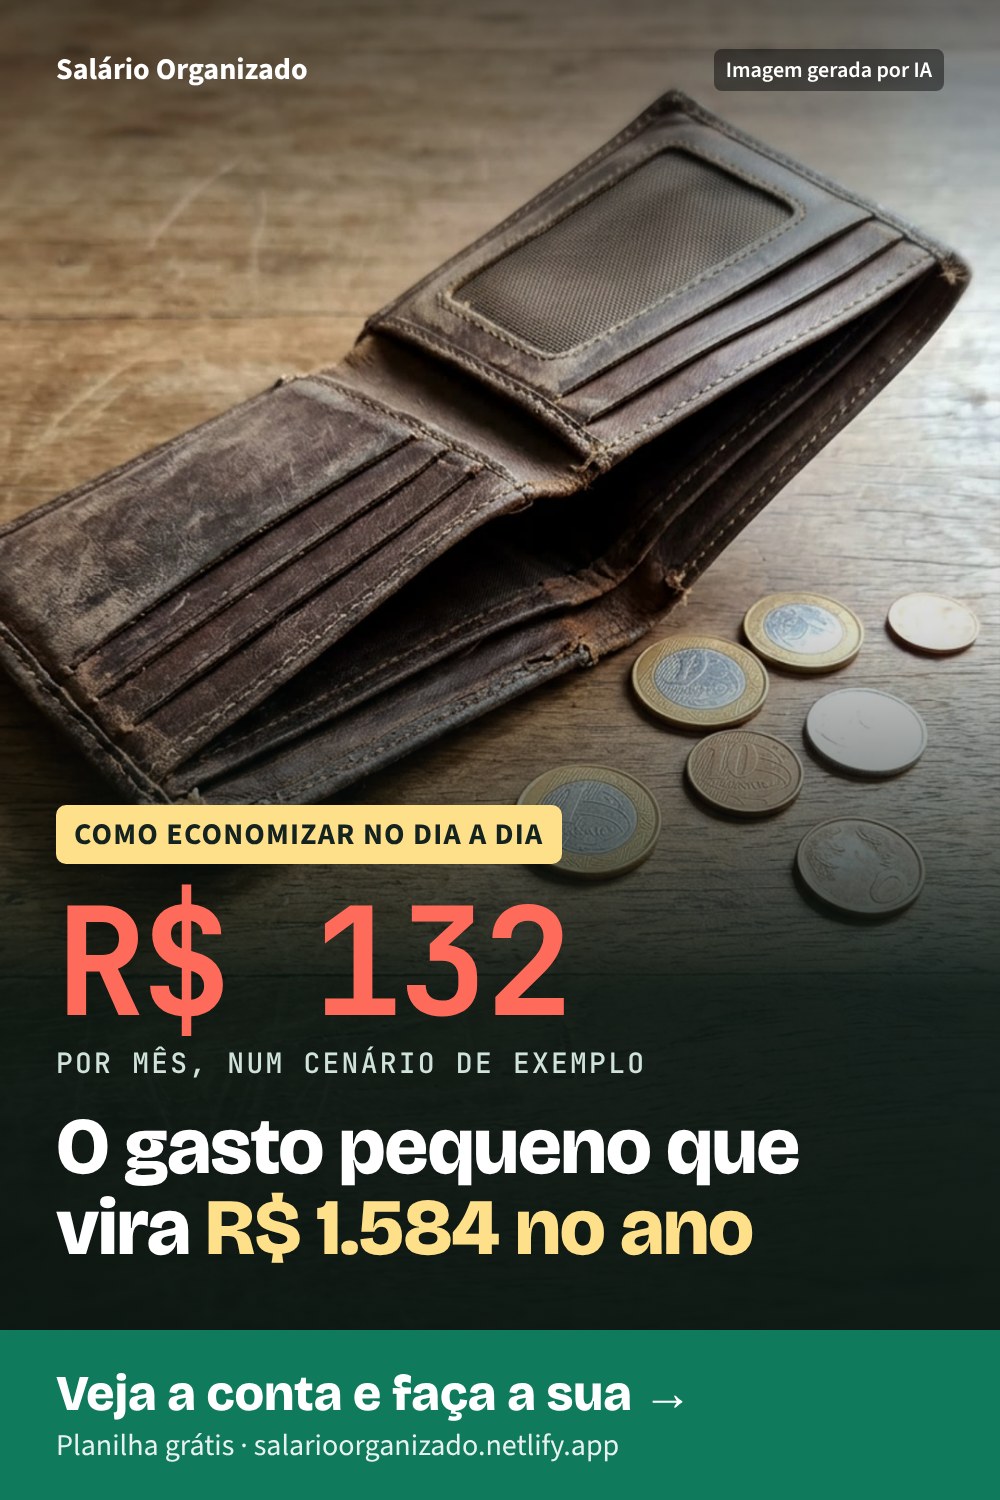 Salário Organizado
Imagem gerada por IA
10
COMO ECONOMIZAR NO DIA A DIA
R$ 132
POR MÊS, NUM CENÁRIO DE EXEMPLO
O gasto pequeno que
vira R$ 1.584 no ano
Veja a conta e faça a sua →
Planilha grátis · salarioorganizado.netlify.app